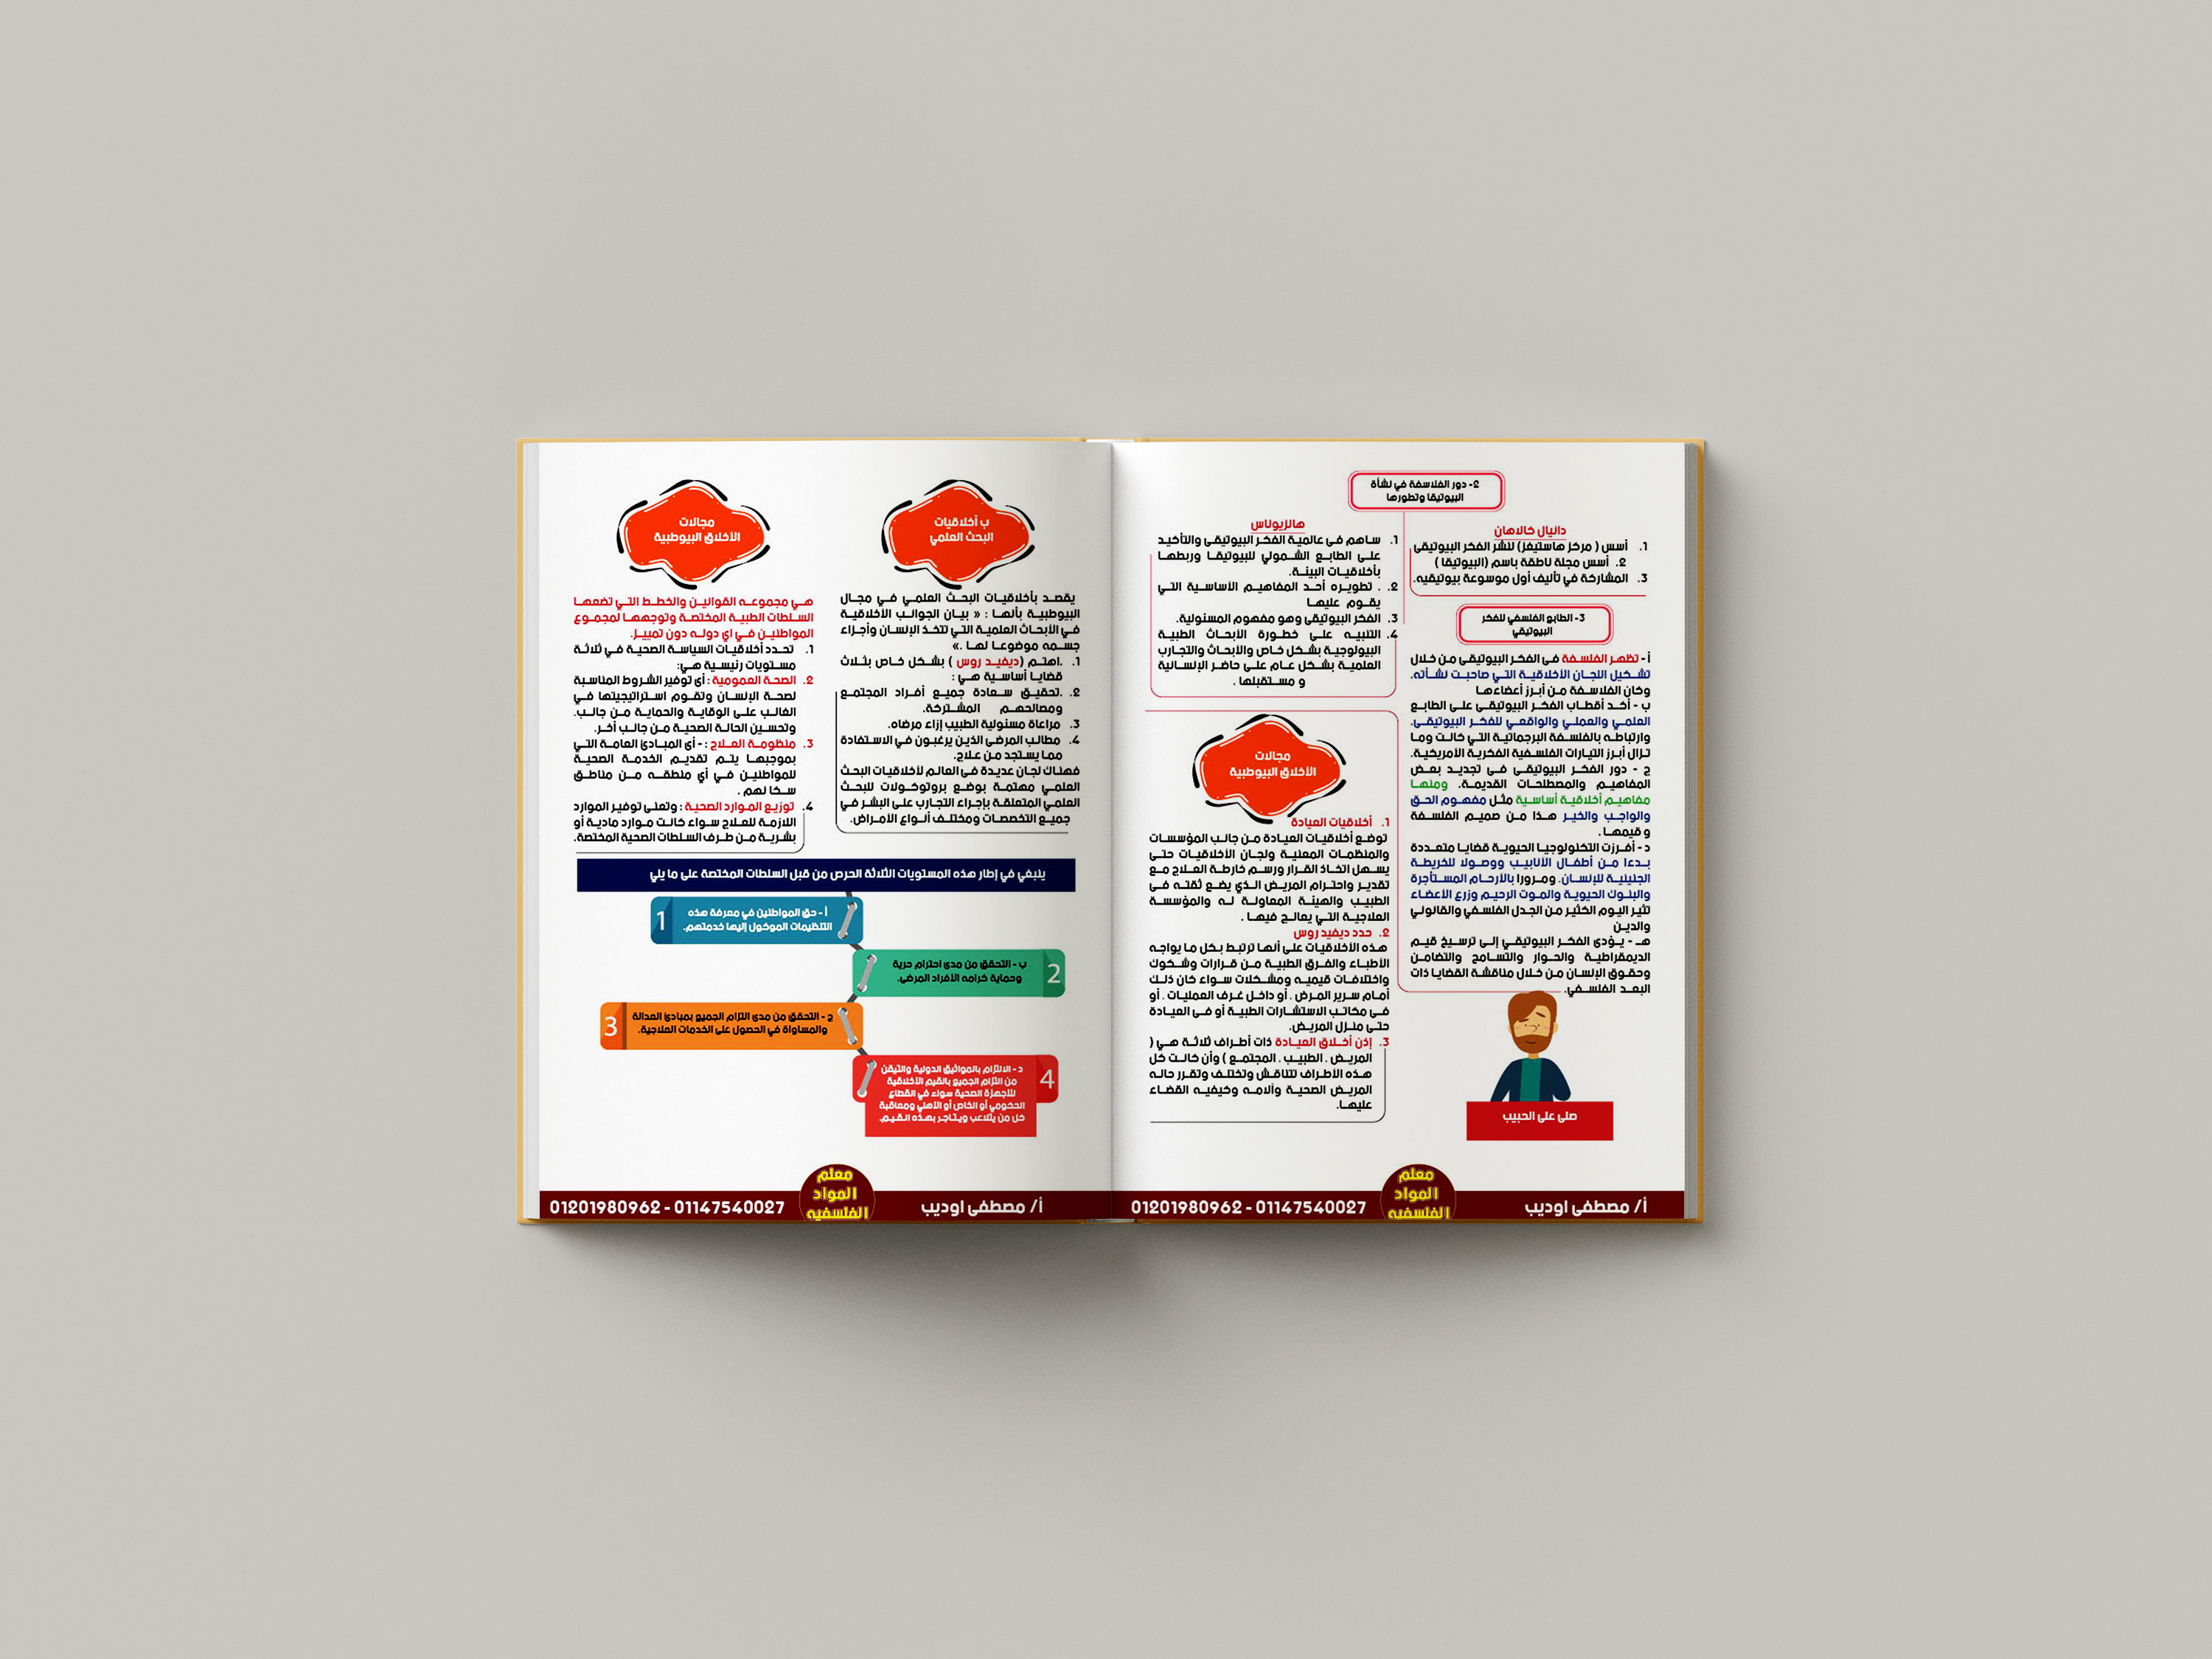 2- دور الفلاسفة في نشأة
البيوتيقا وتطورها
دانيال كالاهان
1. أسس ( مركز هاستيغز) لنشر الفكر البيوتيقى
2. أسس مجلة ناطقة باسم (البيوتيقا )
3. المشاركة في تأليف أول موسوعة بيوتيقيه.
3- الطابع الفلسفي للفكر
البيوتيقي
أ - تظهر الفلسفة فى الفكر البيوتيقى من خلال
تشكيل اللجان الأخلاقية التي صاحبت نشأته.
وكان الفلاسفة من أبرز أعضاءها
ب - أكد أقطاب الفكر البيوتيقى على الطابع
العلمي والعملي والواقعي للفكر البيوتيقى.
وارتباطه بالفلسفة البرجماتية التي كانت وما
تزال أبرز التيارات الفلسفية الفكرية الأمريكية.
ج - دور الفكر البيوتيقى فى تجديد بعض
المفاهيم والمصطلحات القديمة. ومنها
مفاهيم أخلاقية أساسية مثل مفهوم الحق
والواجب والخير هذا من صميم الفلسفة
و قيمها .
د - أفرزت التكنولوجيا الحيوية قضايا متعددة
بدءا من أطفال الأنابيب ووصولا للخريطة
الجينية للإنسان. ومرورا بالأرحام المستأجرة
والبنوك الحيوية والموت الرحيم وزرع الأعضاء
تثير اليوم الكثير من الجدل الفلسفي والقانوني
والدين
هـ - يؤدى الفكر البيوتيقي إلى ترسيخ قيم
الديمقراطية والحوار والتسامح والتضامن
وحقوق الإنسان من خلال مناقشة القضايا ذات
البعد الفلسفي.
صلى على الحبيب
هانزيوناس
1. ساهم فى عالمية الفكر البيوتيقى والتأكيد
على الطابع الشمولي للبيوتيقا وربطها
بأخلاقيات البيئة.
2. . تطويره أحد المفاهيم الأساسية التي
يقوم عليها
3. الفكر البيوتيقى وهو مفهوم المسئولية.
4. التنبيه على خطورة الأبحاث الطبية
البيولوجية بشكل خاص والأبحاث والتجارب
العلمية بشكل عام على حاضر الإنسانية
و مستقبلها .
مجالات
الأخلاق البيوطبية
1. أخلاقيات العيادة
توضع أخلاقيات العيادة من جانب المؤسسات
والمنظمات المعنية ولجان الأخلاقيات حتى
يسهل اتخاذ القرار ورسم خارطة العلاج مع
تقدير واحترام المريض الذي يضع ثقته فى
الطبيب والهيئة المعاونة له والمؤسسة
العلاجية التي يعالج فيها .
2. حدد ديفيد روس
هذه الأخلاقيات على أنها ترتبط بكل ما يواجه
الأطباء والفرق الطبية من قرارات وشكوك
واختلافات قيميه ومشكلات سواء كان ذلك
أمام سرير المرض . أو داخل غرف العمليات . أو
فى مكاتب الاستشارات الطبية أو فى العيادة
حتى منزل المريض.
3. إذن أخلاق العيادة ذات أطراف ثلاثة هي (
المريض . الطبيب . المجتمع ) وأن كانت كل
هذه الأطراف تتناقش وتختلف وتقرر حاله
المريض الصحية وآلامه وكيفيه القضاء
عليها.
أ/ مصطفى اوديب
معلم
المواد
الفلسفيه
01201980962 - 01147540027
ب أخلاقيات
البحث العلمي
يقصد بأخلاقيات البحث العلمي في مجال
البيوطبية بأنها : « بيان الجوانب الأخلاقية
في الأبحاث العلمية التي تتخذ الإنسان وأجزاء
جسمه موضوعا لها .»
1. .اهتم (ديفيد روس ) بشكل خاص بثلاث
قضايا أساسية هي :
2. .تحقيق سعادة جميع أفراد المجتمع
ومصالحهم المشتركة.
3. مراعاة مسئولية الطبيب إزاء مرضاه.
4. مطالب المرضى الذين يرغبون في الاستفادة
مما يستجد من علاج.
فهناك لجان عديدة فى العالم لأخلاقيات البحث
العلمي مهتمة بوضع بروتوكولات للبحث
العلمي المتعلقة بإجراء التجارب على البشر في
جميع التخصصات ومختلف أنواع الأمراض.
مجالات
الأخلاق البيوطبية
هي مجموعه القوانين والخطط التي تضعها
السلطات الطبية المختصة وتوجهها لمجموع
المواطنين في اي دوله دون تمييز.
1. تحدد أخلاقيات السياسة الصحية في ثلاثة
مستويات رئيسية هي:
2. الصحة العمومية : أى توفير الشروط المناسبة
لصحة الإنسان وتقوم استراتيجيتها في
الغالب على الوقاية والحماية من جانب.
وتحسين الحالة الصحية من جانب أخر.
3. منظومة العلاج : - أى المبادئ العامة التي
بموجبها يتم تقديم الخدمة الصحية
للمواطنين في أي منطقه من مناطق
سكنا لهم .
4. توزيع الموارد الصحية : وتعنى توفير الموارد
اللازمة للعلاج سواء كانت موارد مادية أو
بشرية من طرف السلطات الصحية المختصة.
ينبغي في إطار هذه المستويات الثلاثة الحرص من قبل السلطات المختصة على ما يلي
1
أ - حق المواطنين في معرفة هذه
التنظيمات الموكول إليها خدمتهم.
2
ب - التحقق من مدى احترام حرية
وحماية كرامه الأفراد المرضى.
3
ج - التحقق من مدى التزام الجميع بمبادئ العدالة
والمساواة في الحصول على الخدمات العلاجية.
4
د - الالتزام بالمواثيق الدولية والتيقن
من التزام الجميع بالقيم الأخلاقية
للأجهزة الصحية سواء في القطاع
الحكومي أو الخاص أو الأهلي ومعاقبة
كل من يتلاعب ويتاجر بهذه القيم.
أ/ مصطفى اوديب
معلم
المواد
الفلسفيه
01201980962 - 01147540027